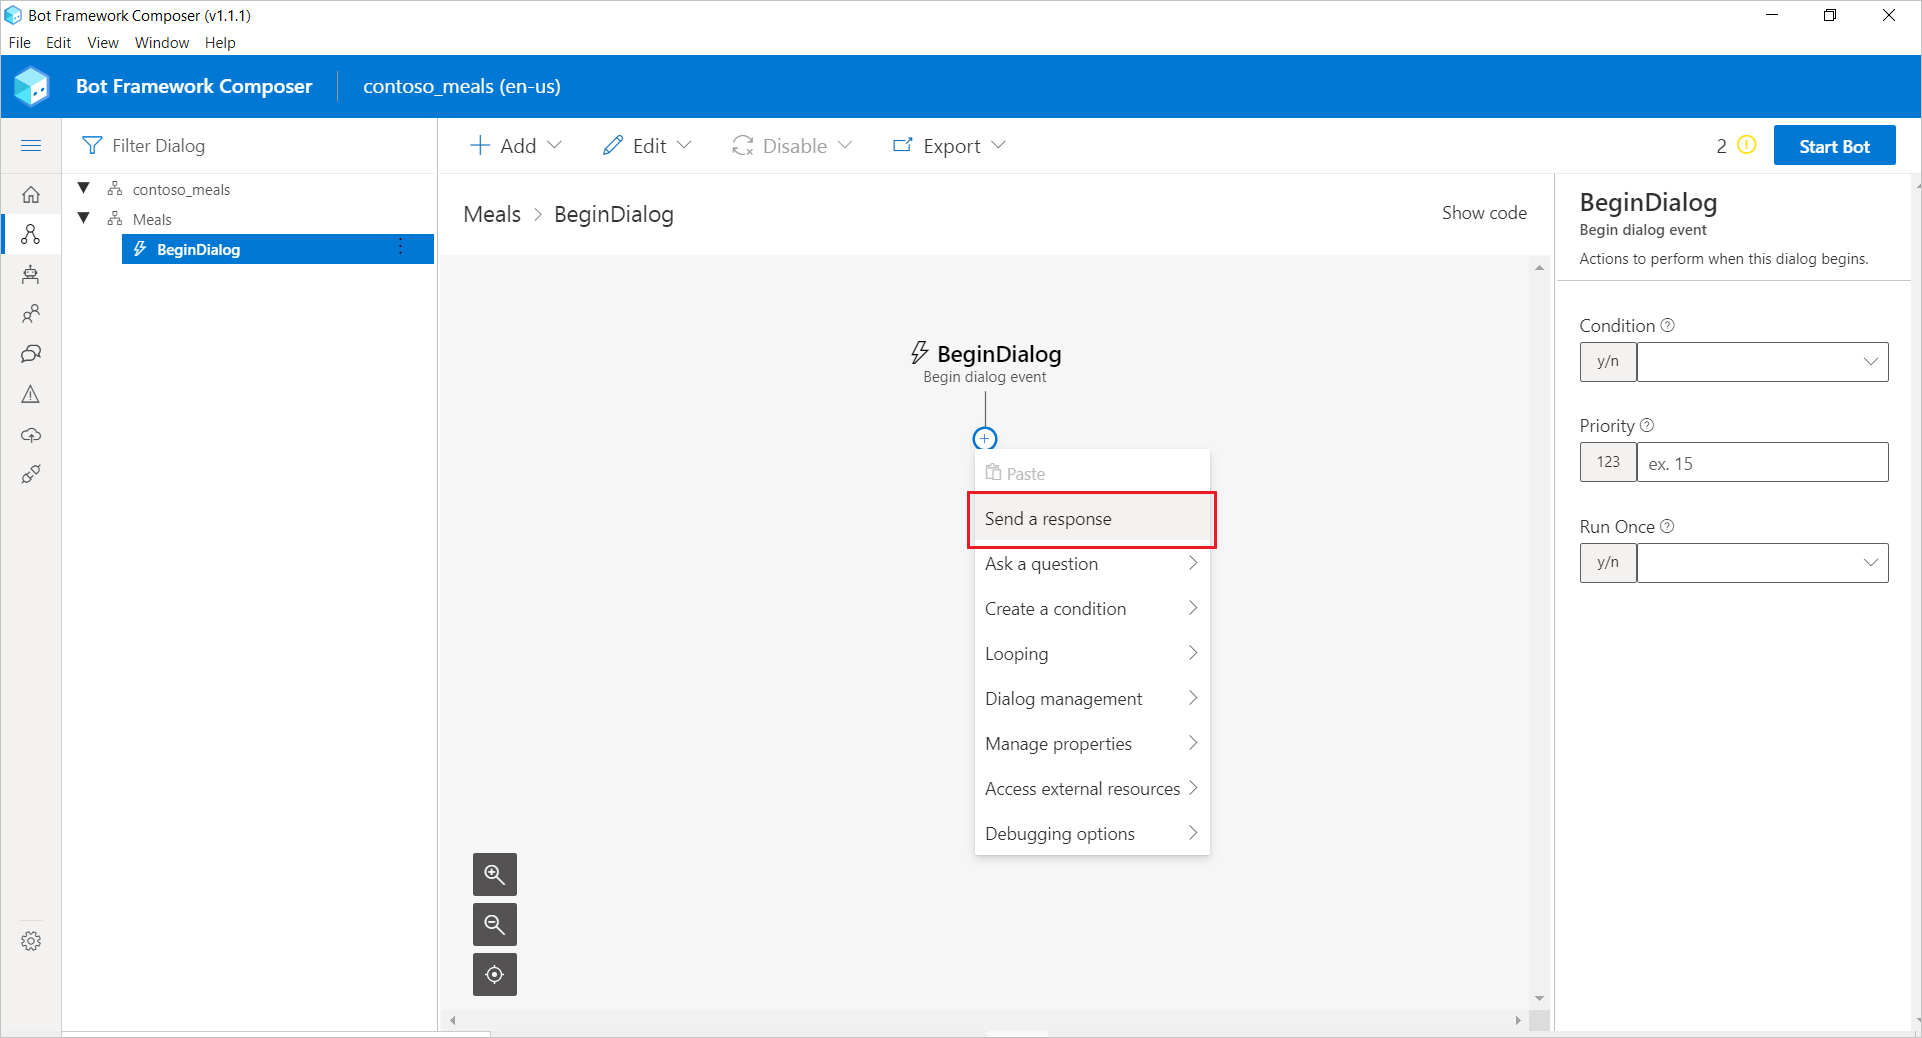 Bot Framework Composer (v1.1.1)
File Edit View Window Help
Bot Framework Composer contoso_meals (en-us)
Filter Dialog
Add Edit Disable Export 2 Start Bot
contoso_meals
Meals
BeginDialog
Meals > BeginDialog
Show code
BeginDialog
Begin dialog event
Paste
Send a response
Ask a question
Create a condition
Looping
Dialog management
Manage properties
Access external resources
Debugging options
BeginDialog
Begin dialog event
Actions to perform when this dialog begins.
Condition
y/n
Priority
123 ex. 15
Run Once
y/n